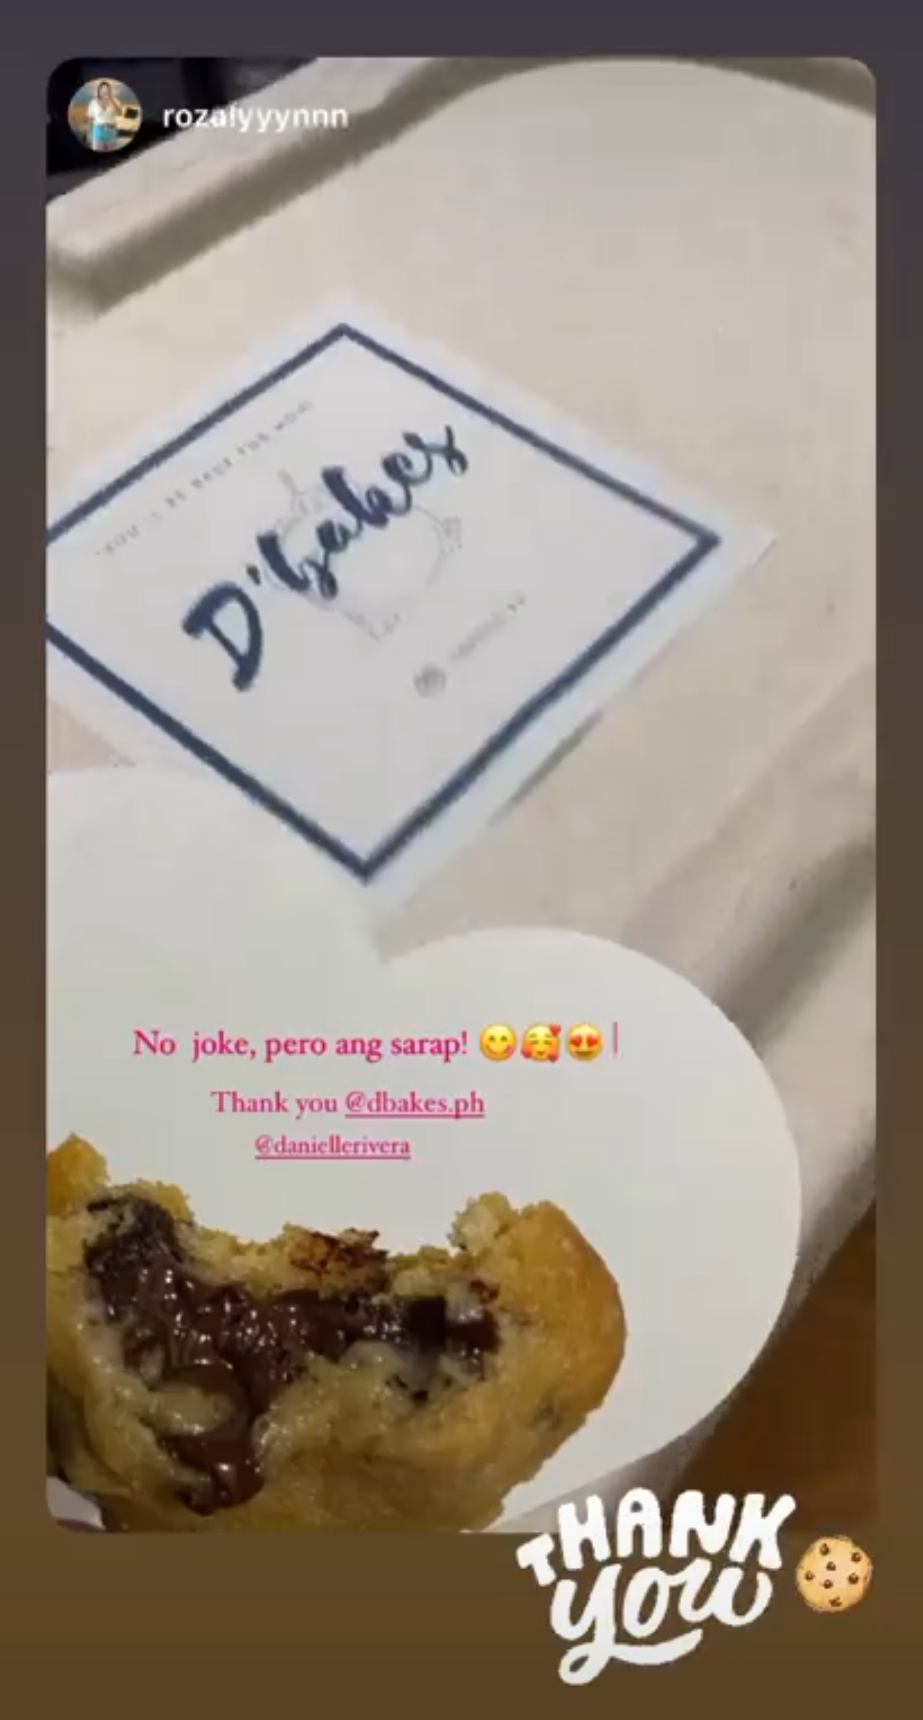 rozalyyynnn
D'bakes
No joke, pero ang sarap! 😋🥰😍
Thank you @dbakes.ph
@daniellerivera
THANK
you